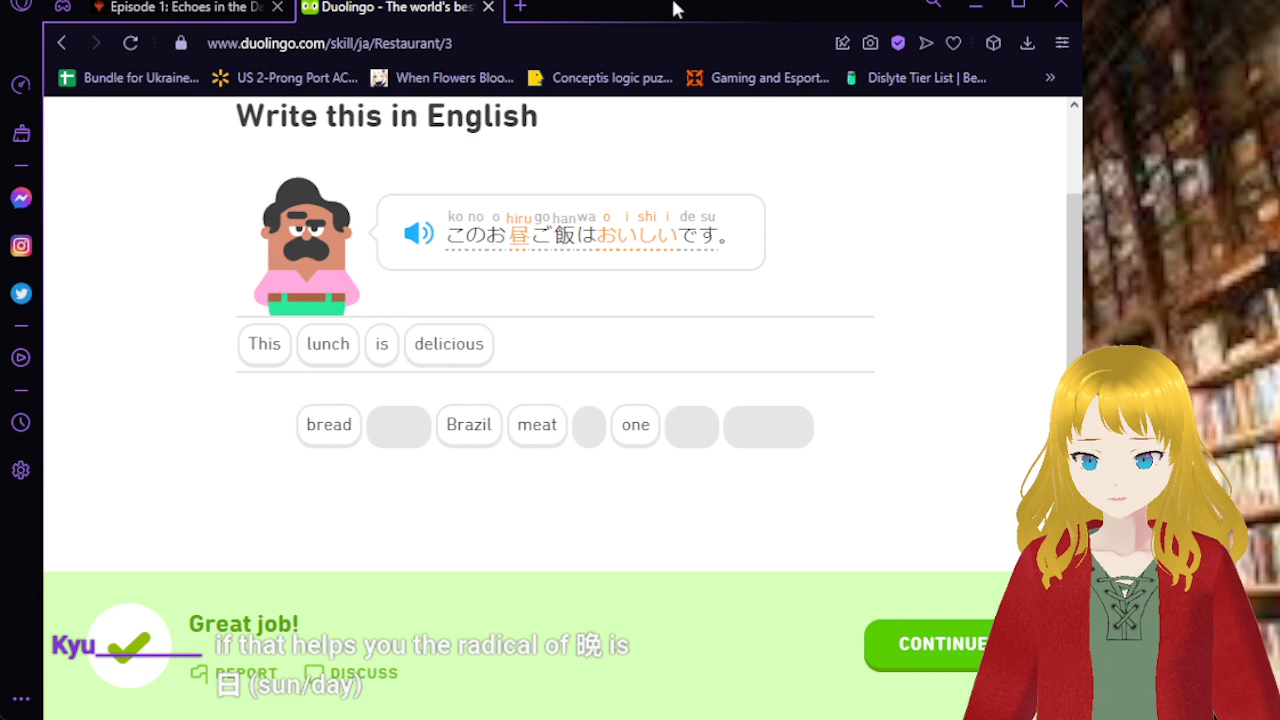 Episode 1: Echoes in the Da
Duolingo - The world's bes
www.duolingo.com/skill/ja/Restaurant/3
Bundle for Ukraine...
US 2-Prong Port AC...
When Flowers Bloo...
Conceptis logic puz...
Gaming and Esport...
Dislyte Tier List | Be...
Write this in English
ko no o hiru go han wa o i shi i de su
このお昼ご飯はおいしいです。
This lunch is delicious
bread Brazil meat one
Great job!
Kyu_______ if that helps you the radical of 晩 is
日 (sun/day)
REPORT DISCUSS
CONTINUE